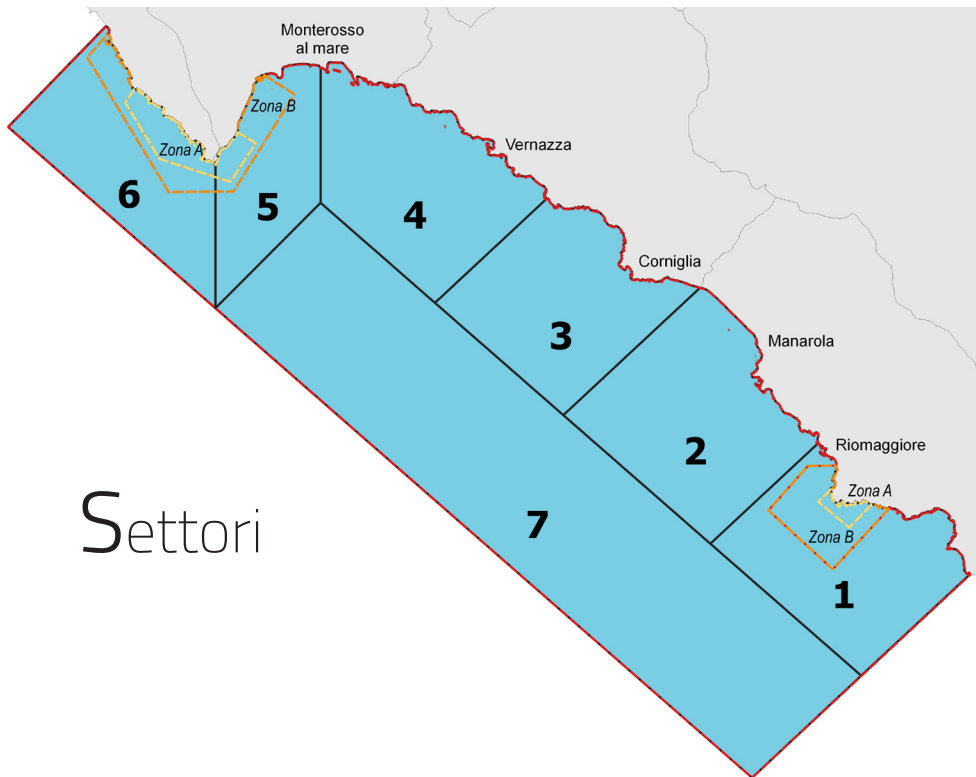 Monterosso
al mare
Zona B
Vernazza
Zona A
6
5
4
Corniglia
3
Manarola
2
Riomaggiore
Zona A
Settori
7
Zona B
1